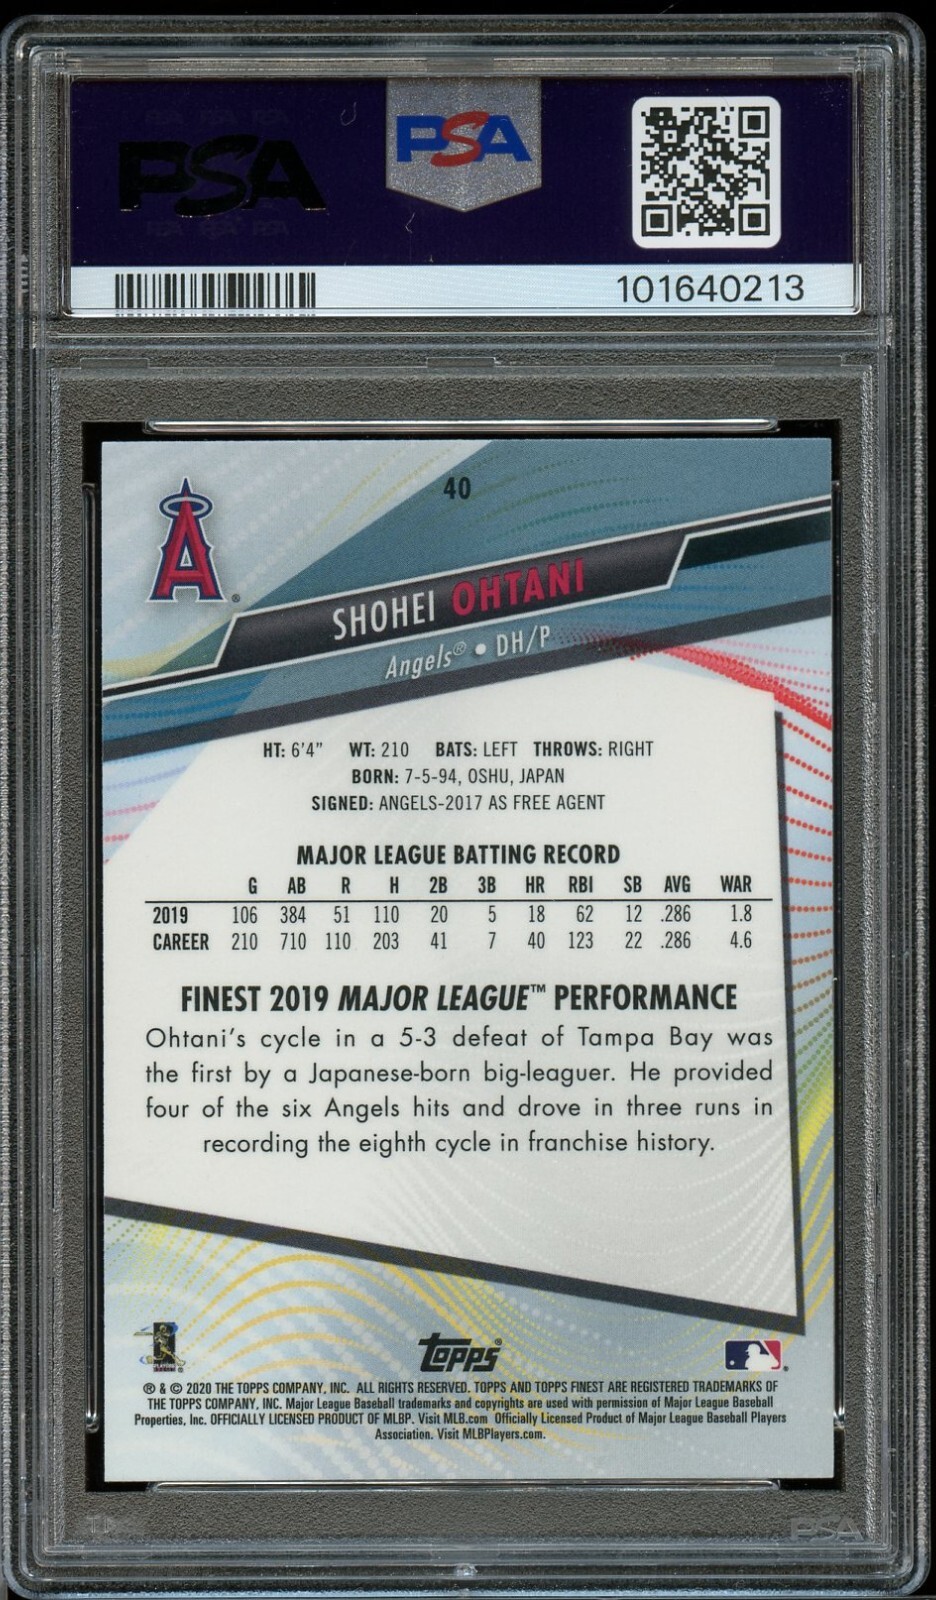 PSA
PSA
101640213
40
A
SHOHEI OHTANI
Angels® • DH/P
HT: 6'4" WT: 210 BATS: LEFT THROWS: RIGHT
BORN: 7-5-94, OSHU, JAPAN
SIGNED: ANGELS-2017 AS FREE AGENT
MAJOR LEAGUE BATTING RECORD
G AB R H 2B 3B HR RBI SB AVG WAR
2019 106 384 51 110 20 5 18 62 12 .286 1.8
CAREER 210 710 110 203 41 7 40 123 22 .286 4.6
FINEST 2019 MAJOR LEAGUE™ PERFORMANCE
Ohtani's cycle in a 5-3 defeat of Tampa Bay was
the first by a Japanese-born big-leaguer. He provided
four of the six Angels hits and drove in three runs in
recording the eighth cycle in franchise history.
Topps®
® & © 2020 THE TOPPS COMPANY, INC. ALL RIGHTS RESERVED. TOPPS AND TOPPS FINEST ARE REGISTERED TRADEMARKS OF
THE TOPPS COMPANY, INC. Major League Baseball trademarks and copyrights are used with permission of Major League Baseball
Properties, Inc. OFFICIALLY LICENSED PRODUCT OF MLBP. Visit MLB.com Officially Licensed Product of Major League Baseball Players
Association. Visit MLBPlayers.com.
PSA